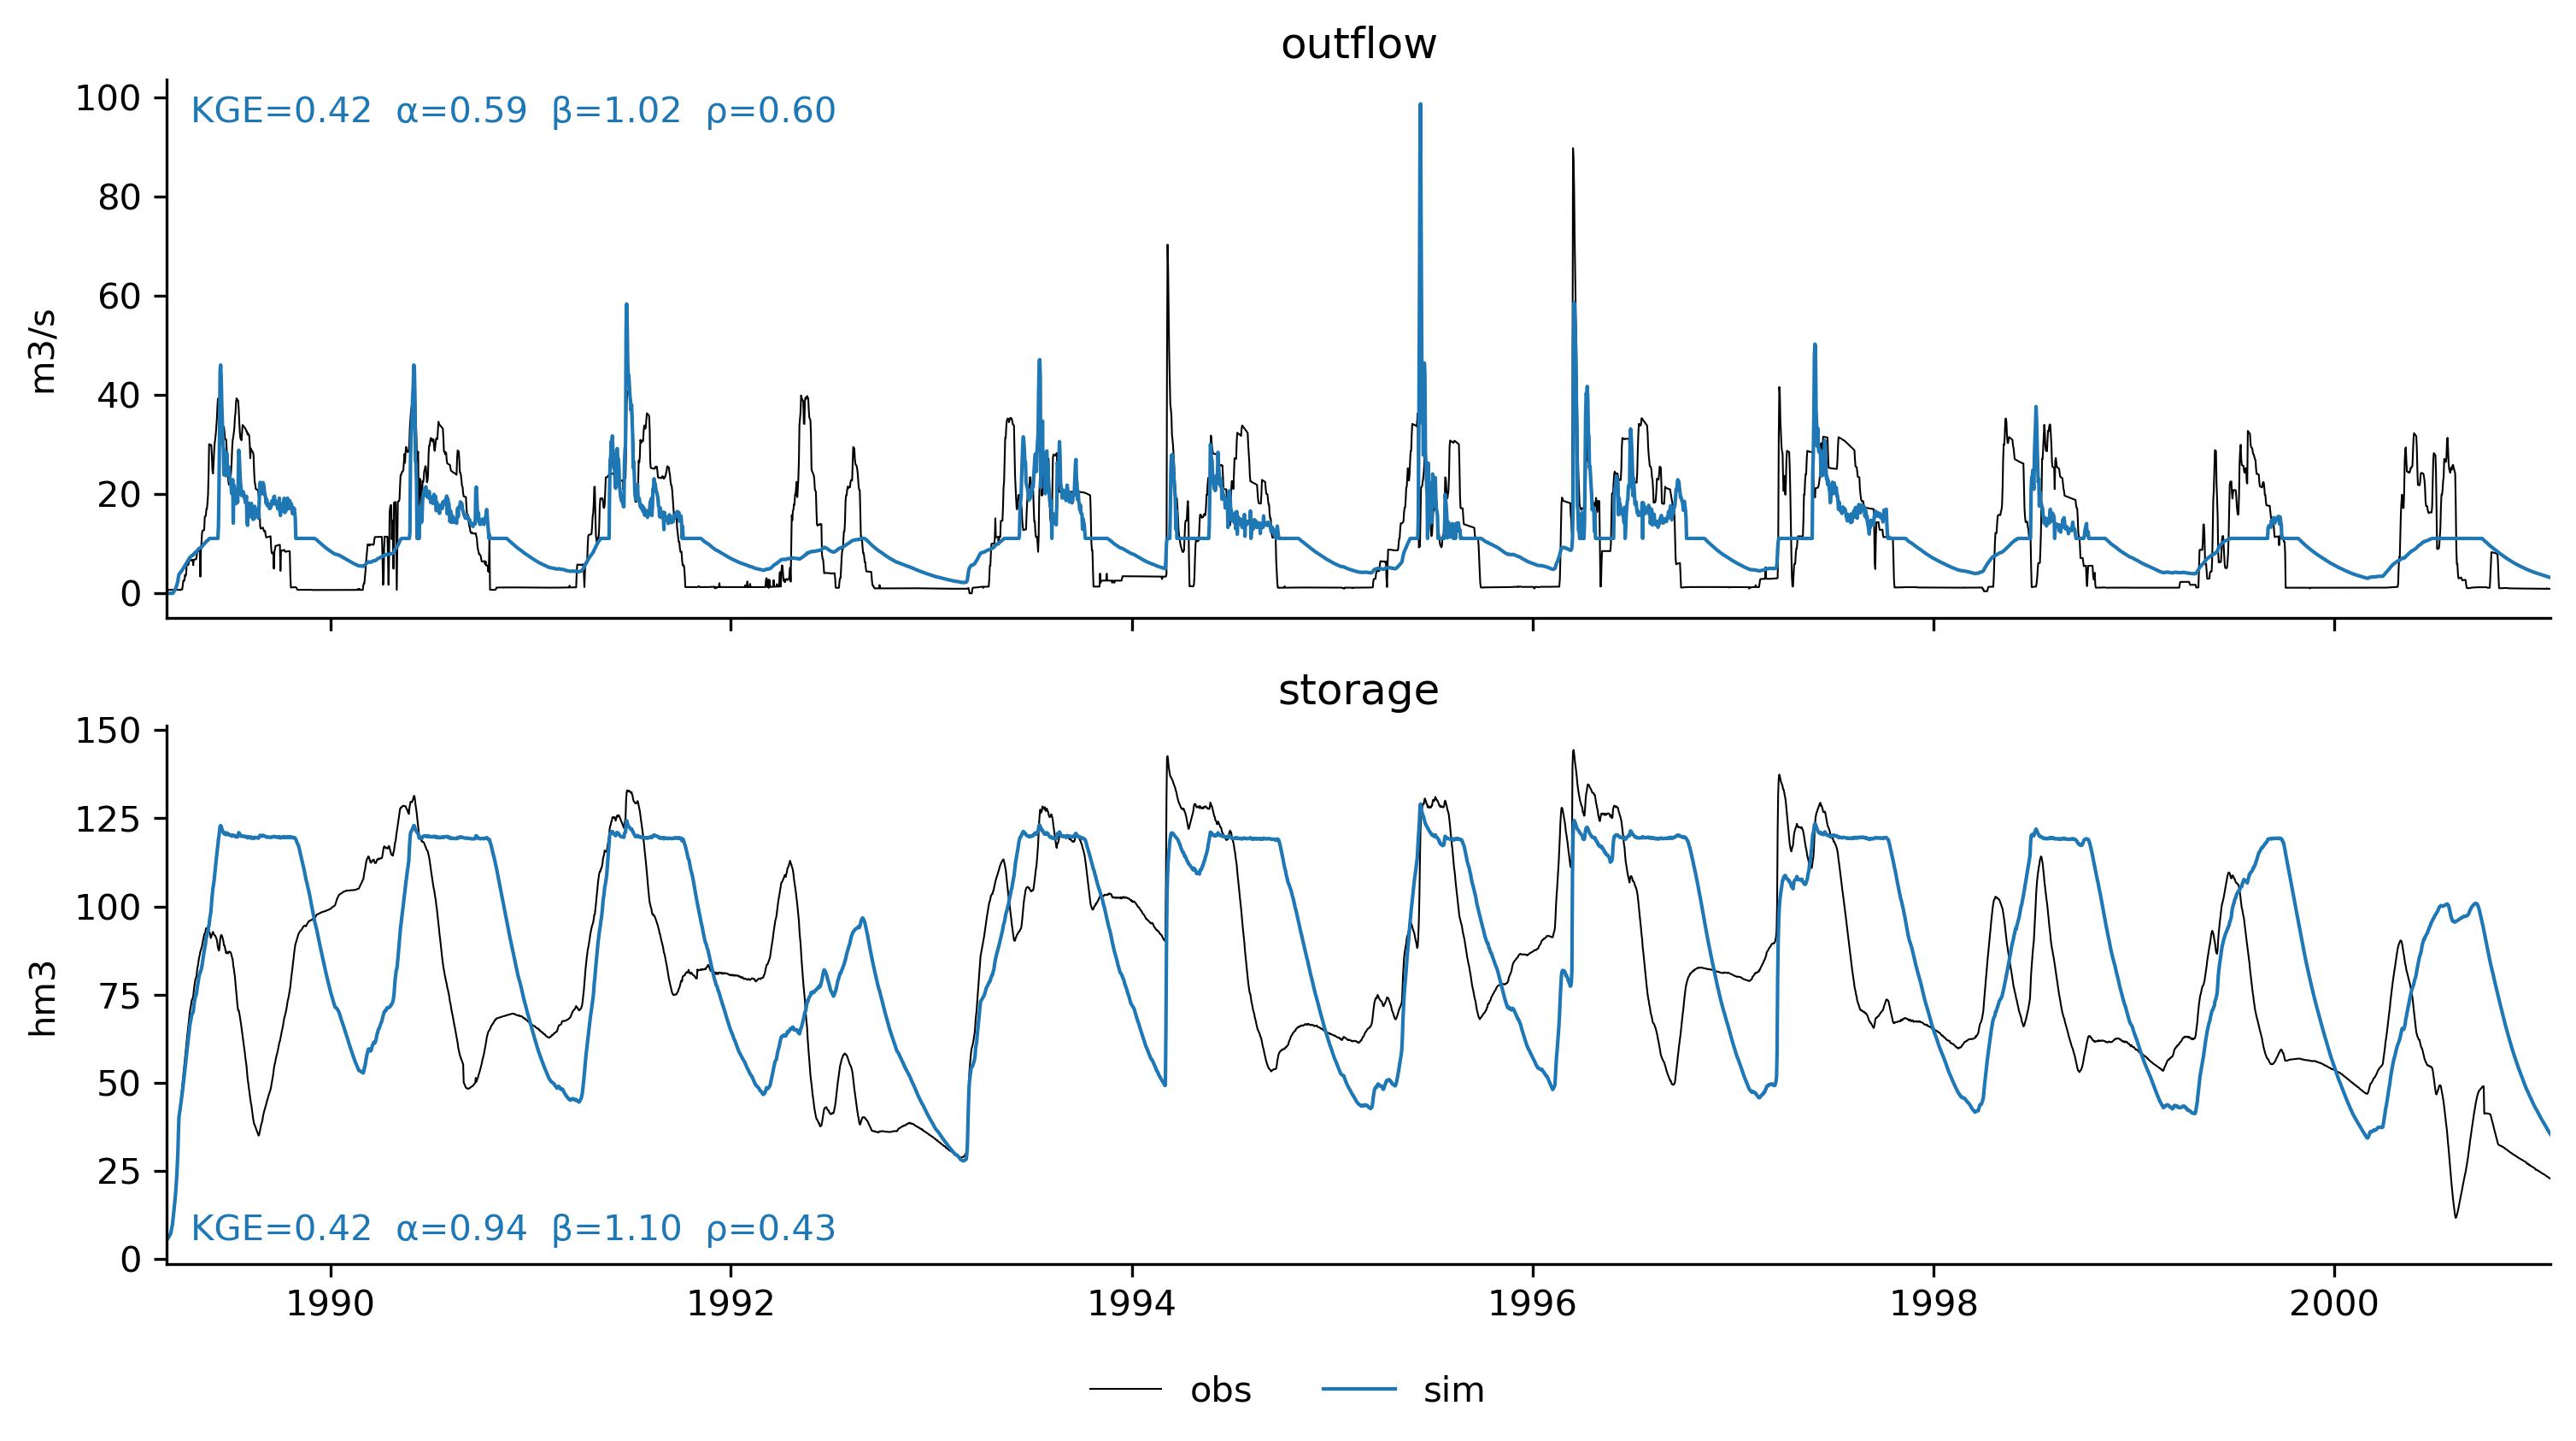 outflow
100
KGE=0.42 α=0.59 β=1.02 ρ=0.60
80
60
m3/s
40
20
0
storage
150
125
100
75
hm3
50
25
KGE=0.42 α=0.94 β=1.10 ρ=0.43
0
1990 1992 1994 1996 1998 2000
obs sim